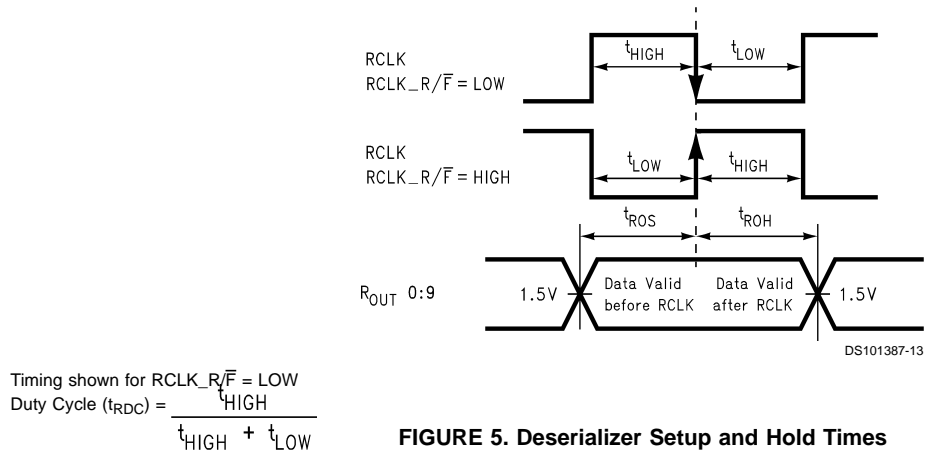 RCLK
RCLK_R/F̅ = LOW
tHIGH
tLOW
RCLK
RCLK_R/F̅ = HIGH
tLOW
tHIGH
tROS
tROH
ROUT 0:9
1.5V
Data Valid
before RCLK
Data Valid
after RCLK
1.5V
DS101387-13
Timing shown for RCLK_R/F̅ = LOW
Duty Cycle (tRDC) =
tHIGH
tHIGH + tLOW
FIGURE 5. Deserializer Setup and Hold Times